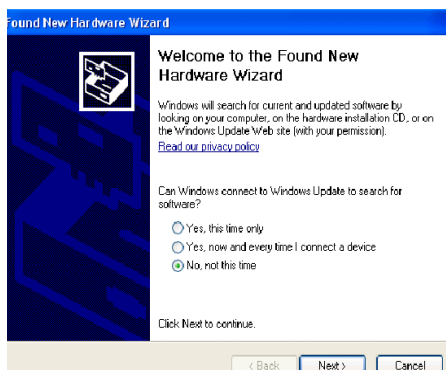 Found New Hardware Wizard
Welcome to the Found New
Hardware Wizard
Windows will search for current and updated software by
looking on your computer, on the hardware installation CD, or on
the Windows Update Web site (with your permission).
Read our privacy policy
Can Windows connect to Windows Update to search for
software?
Yes, this time only
Yes, now and every time I connect a device
No, not this time
Click Next to continue.
< Back
Next >
Cancel